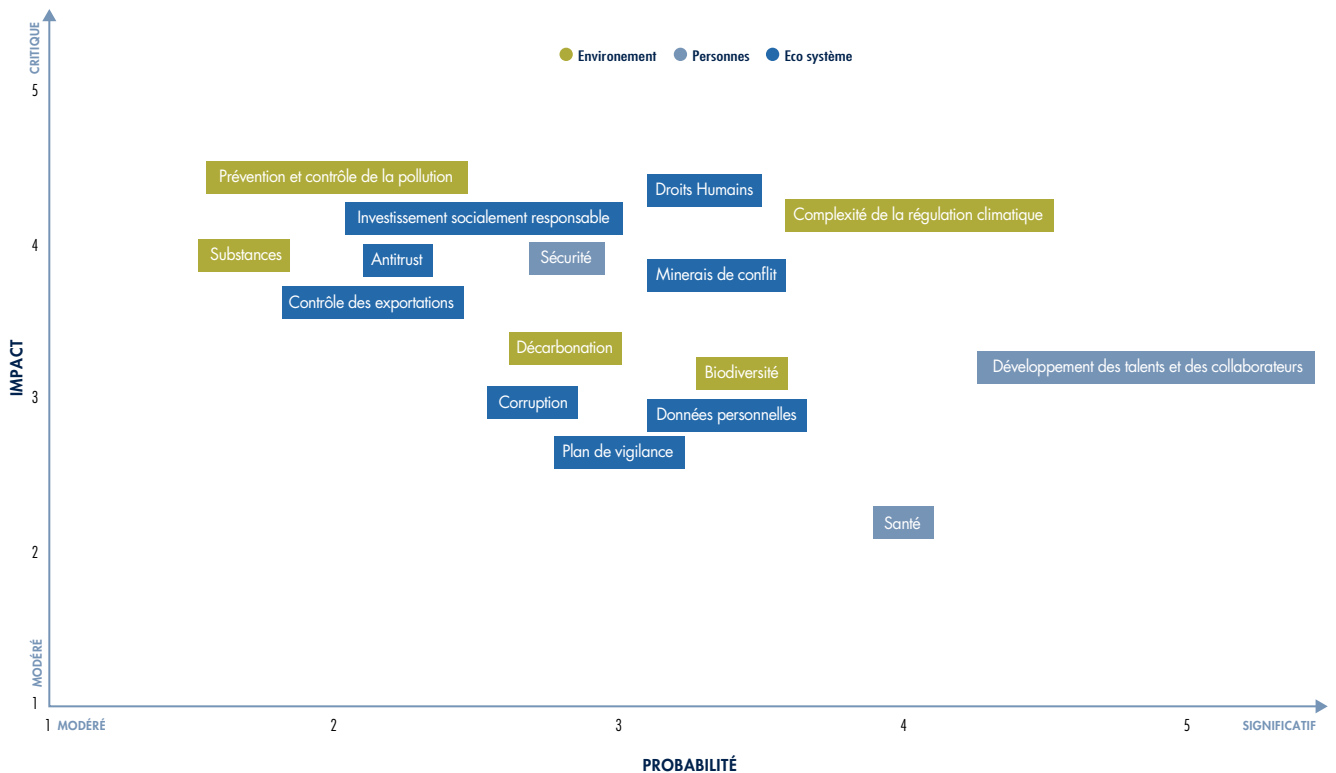 CRITIQUE
Environement
Personnes
Eco système
5
Prévention et contrôle de la pollution
Droits Humains
Investissement socialement responsable
Complexité de la régulation climatique
4
Substances
Antitrust
Sécurité
Minerais de conflit
Contrôle des exportations
Décarbonation
IMPACT
Biodiversité
Développement des talents et des collaborateurs
3
Corruption
Données personnelles
Plan de vigilance
Santé
2
MODÉRÉ
1
1 MODÉRÉ 2 3 4 5 SIGNIFICATIF
PROBABILITÉ